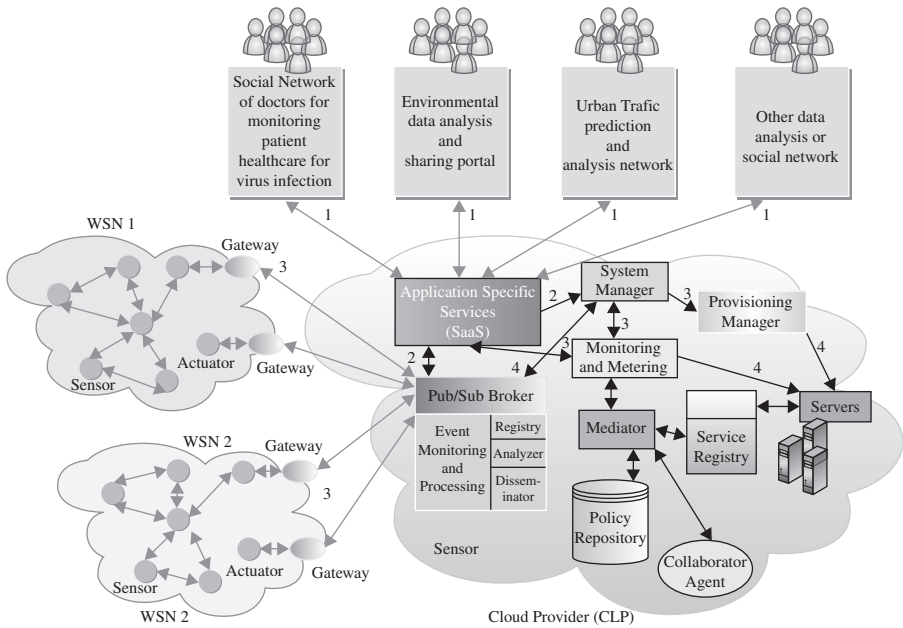 Social Network
of doctors for
monitoring
patient
healthcare for
virus infection
Environmental
data analysis
and
sharing portal
Urban Trafic
prediction
and
analysis network
Other data
analysis or
social network
1
1
1
1
WSN 1
Gateway
3
Actuator
Gateway
Sensor
WSN 2
Gateway
3
Actuator
Gateway
Sensor
WSN 2
Application Specific
Services
(SaaS)
2
System
Manager
3
Provisioning
Manager
3
2
3
4
Monitoring
and Metering
4
4
Pub/Sub Broker
Event
Monitoring
and
Processing
Registry
Analyzer
Dissem-
inator
Mediator
Service
Registry
Servers
Policy
Repository
Collaborator
Agent
Sensor
Cloud Provider (CLP)